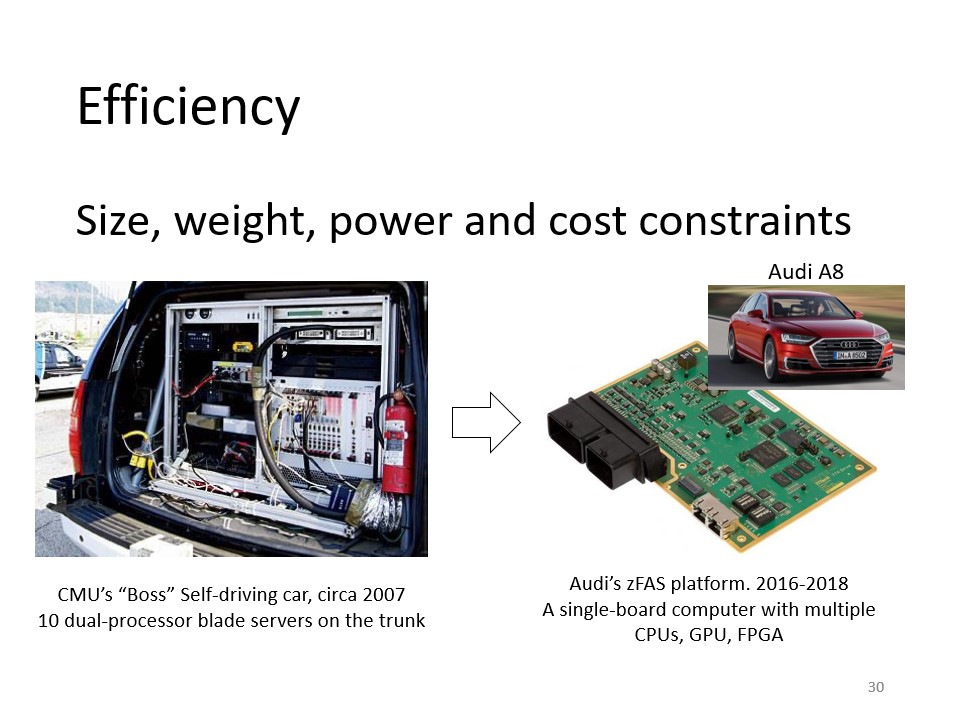 Efficiency
Size, weight, power and cost constraints
Audi A8
CMU’s “Boss” Self-driving car, circa 2007
10 dual-processor blade servers on the trunk
Audi’s zFAS platform. 2016-2018
A single-board computer with multiple
CPUs, GPU, FPGA
30